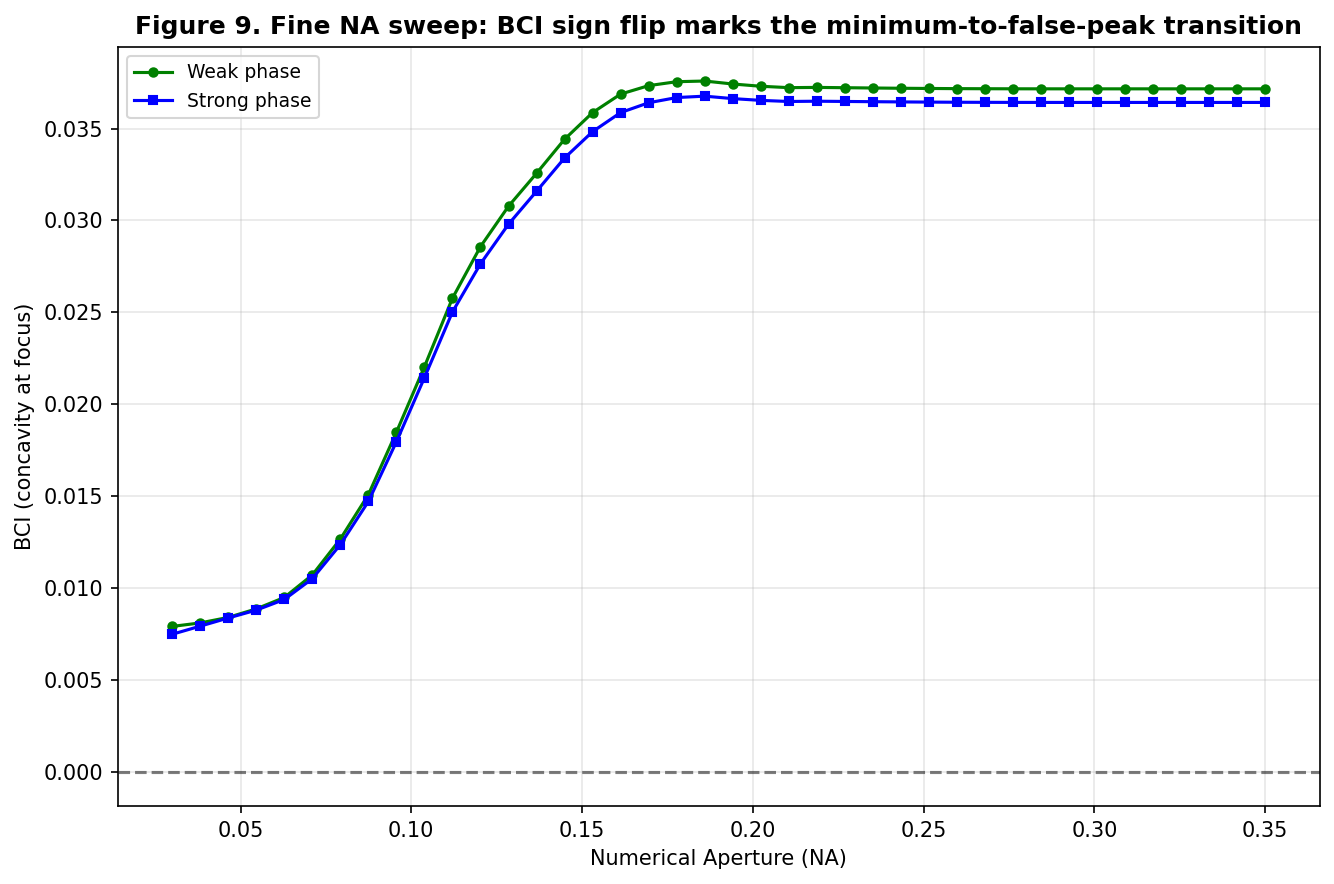 Figure 9. Fine NA sweep: BCI sign flip marks the minimum-to-false-peak transition
Weak phase
Strong phase
BCI (concavity at focus)
0.035
0.030
0.025
0.020
0.015
0.010
0.005
0.000
0.05 0.10 0.15 0.20 0.25 0.30 0.35
Numerical Aperture (NA)